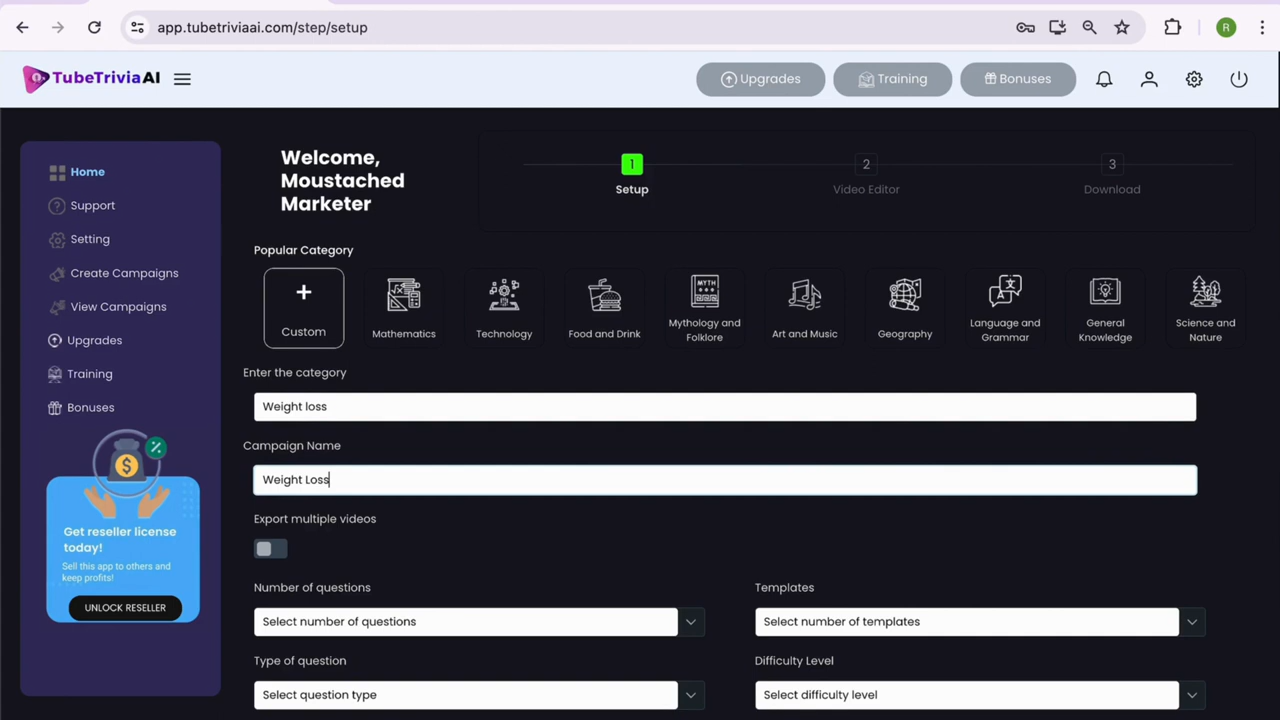 app.tubetriviaai.com/step/setup
R
TubeTrivia AI
Upgrades
Training
Bonuses
Home
Support
Setting
Create Campaigns
View Campaigns
Upgrades
Training
Bonuses
%
$
Get reseller license
today!
Sell this app to others and
keep profits!
UNLOCK RESELLER
Welcome,
Moustached
Marketer
1
Setup
2
Video Editor
3
Download
Popular Category
+
Custom
Mathematics
Technology
Food and Drink
MYTH
Mythology and
Folklore
Art and Music
Geography
Language and
Grammar
General
Knowledge
Science and
Nature
Enter the category
Weight loss
Campaign Name
Weight Loss
Export multiple videos
Number of questions
Select number of questions
Templates
Select number of templates
Type of question
Select question type
Difficulty Level
Select difficulty level